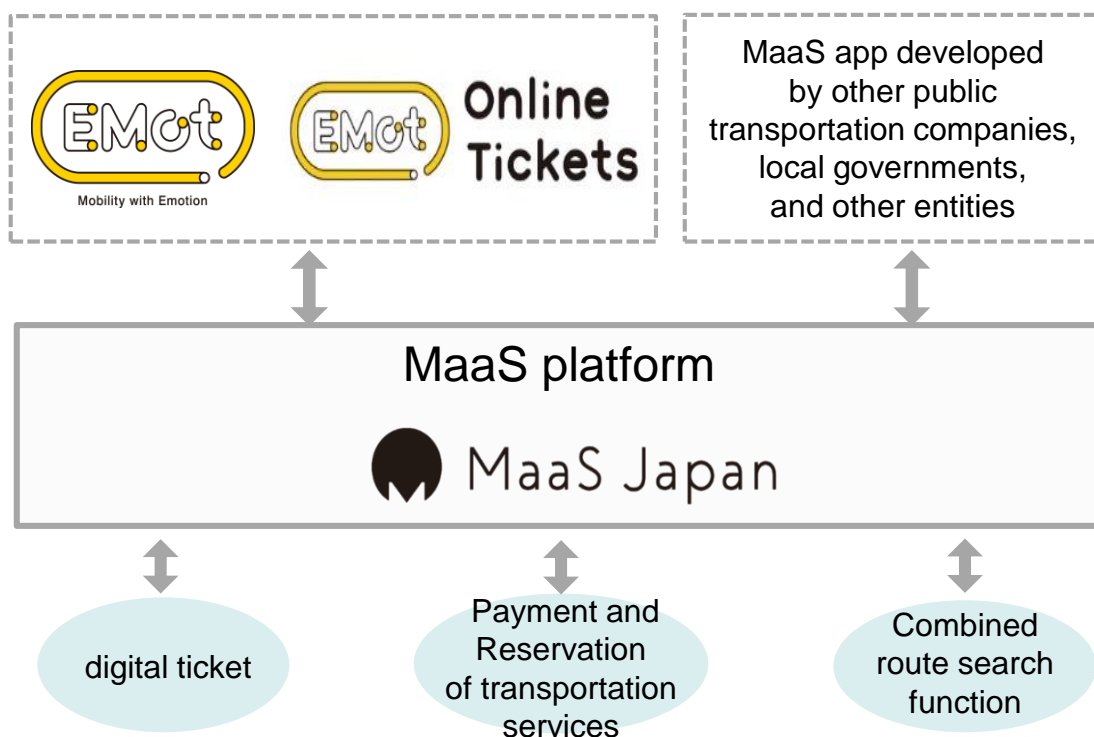 EMot
Mobility with Emotion
EMot
Online
Tickets
MaaS app developed
by other public
transportation companies,
local governments,
and other entities
MaaS platform
MaaS Japan
digital ticket
Payment and
Reservation
of transportation
services
Combined
route search
function